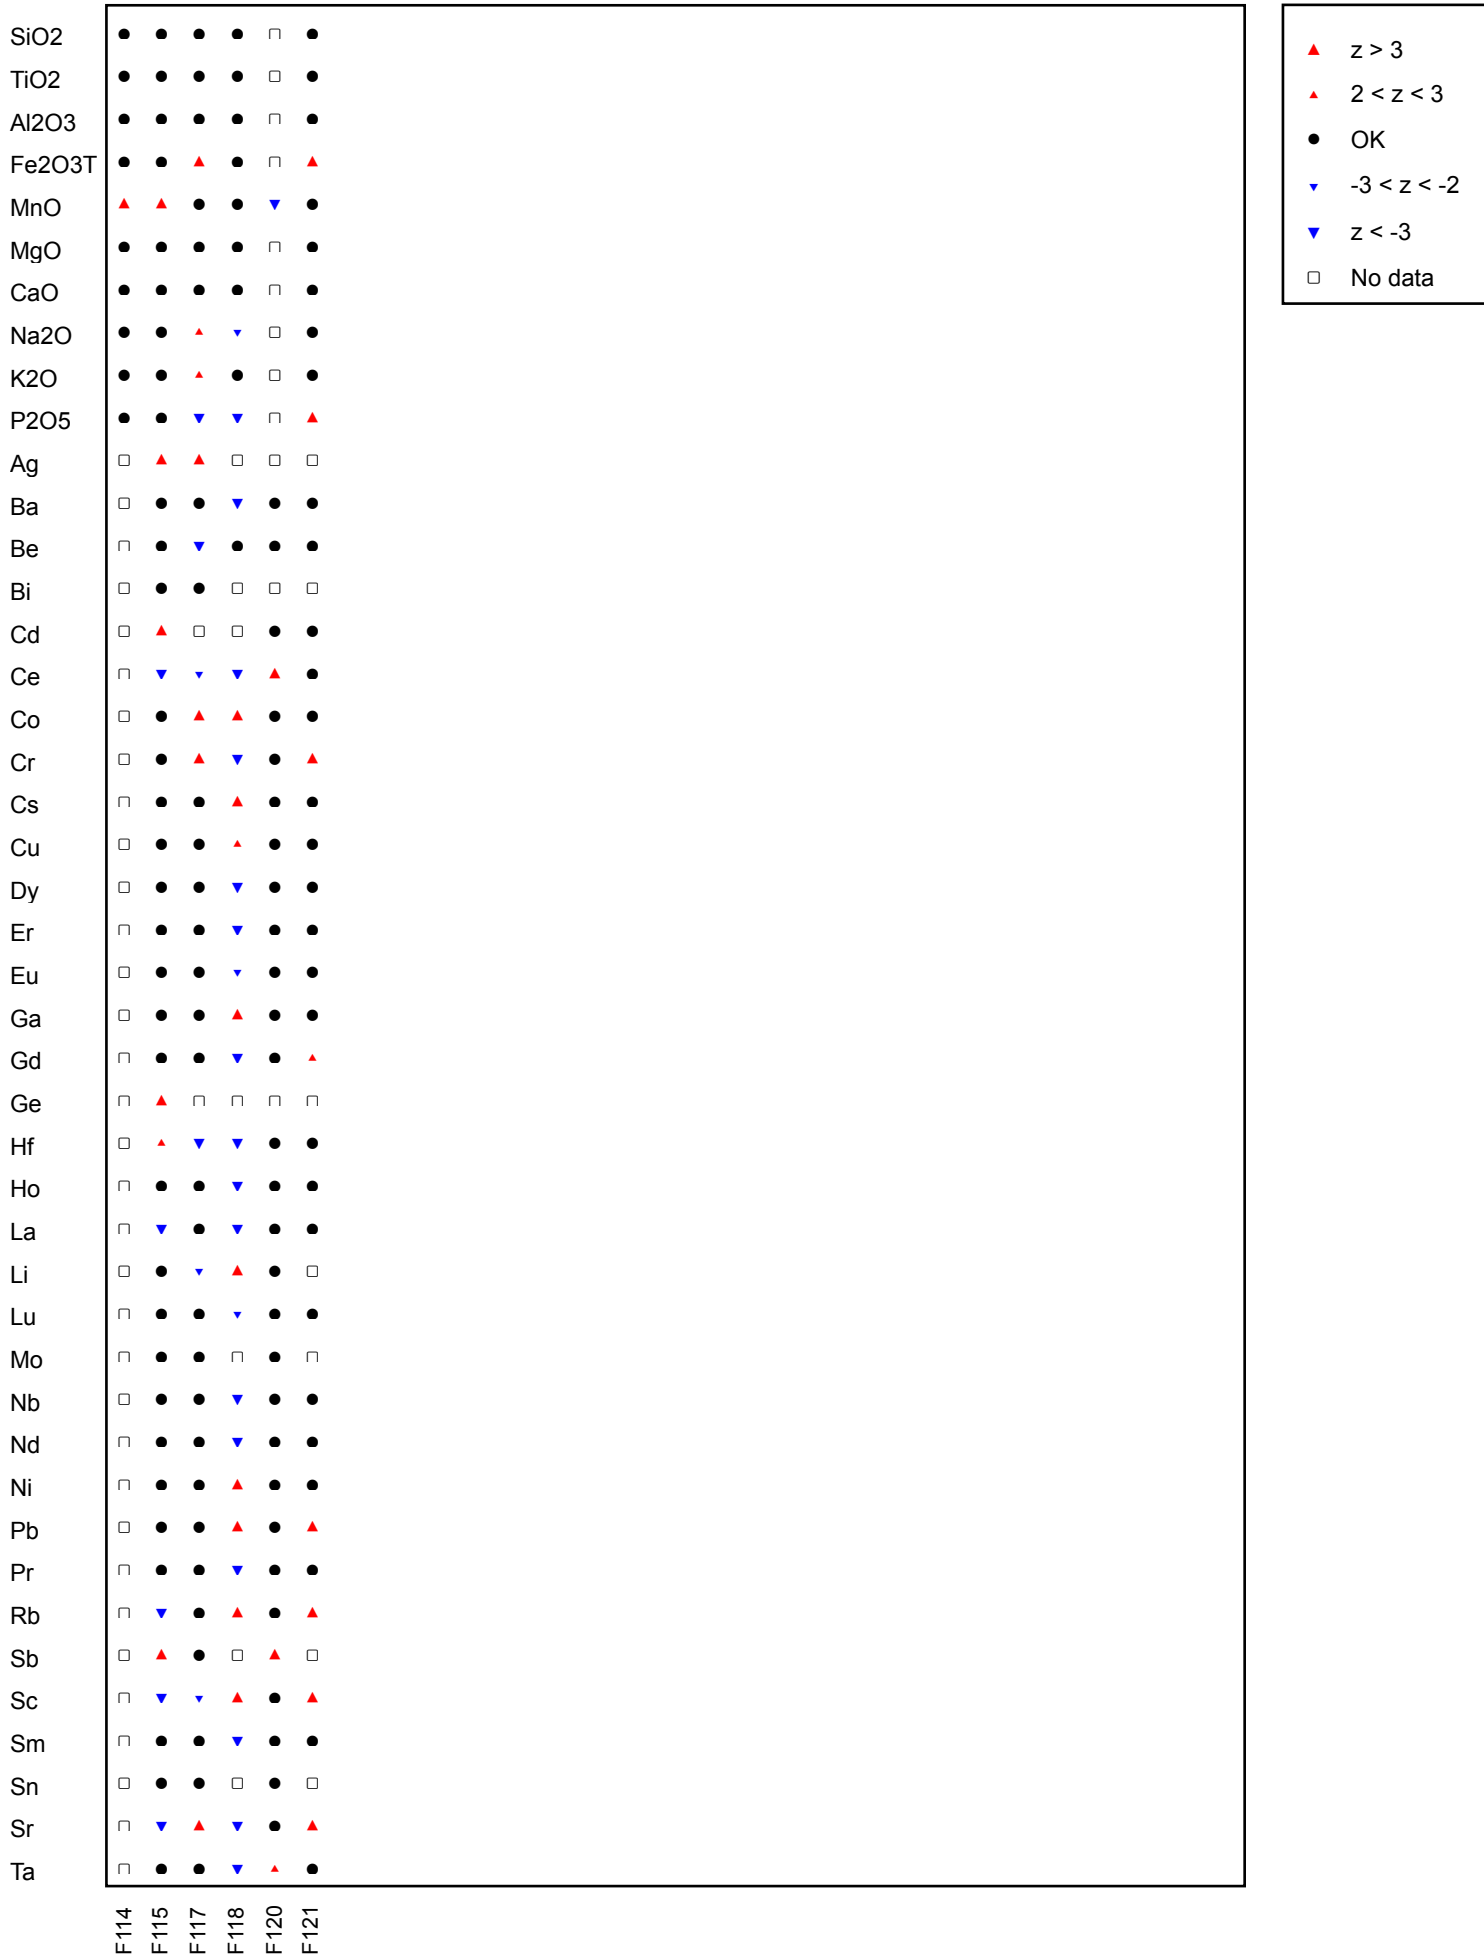 SiO2
TiO2
Al2O3
Fe2O3T
MnO
MgO
CaO
Na2O
K2O
P2O5
Ag
Ba
Be
Bi
Cd
Ce
Co
Cr
Cs
Cu
Dy
Er
Eu
Ga
Gd
Ge
Hf
Ho
La
Li
Lu
Mo
Nb
Nd
Ni
Pb
Pr
Rb
Sb
Sc
Sm
Sn
Sr
Ta
F114
F115
F117
F118
F120
F121
z > 3
2 < z < 3
OK
-3 < z < -2
z < -3
No data